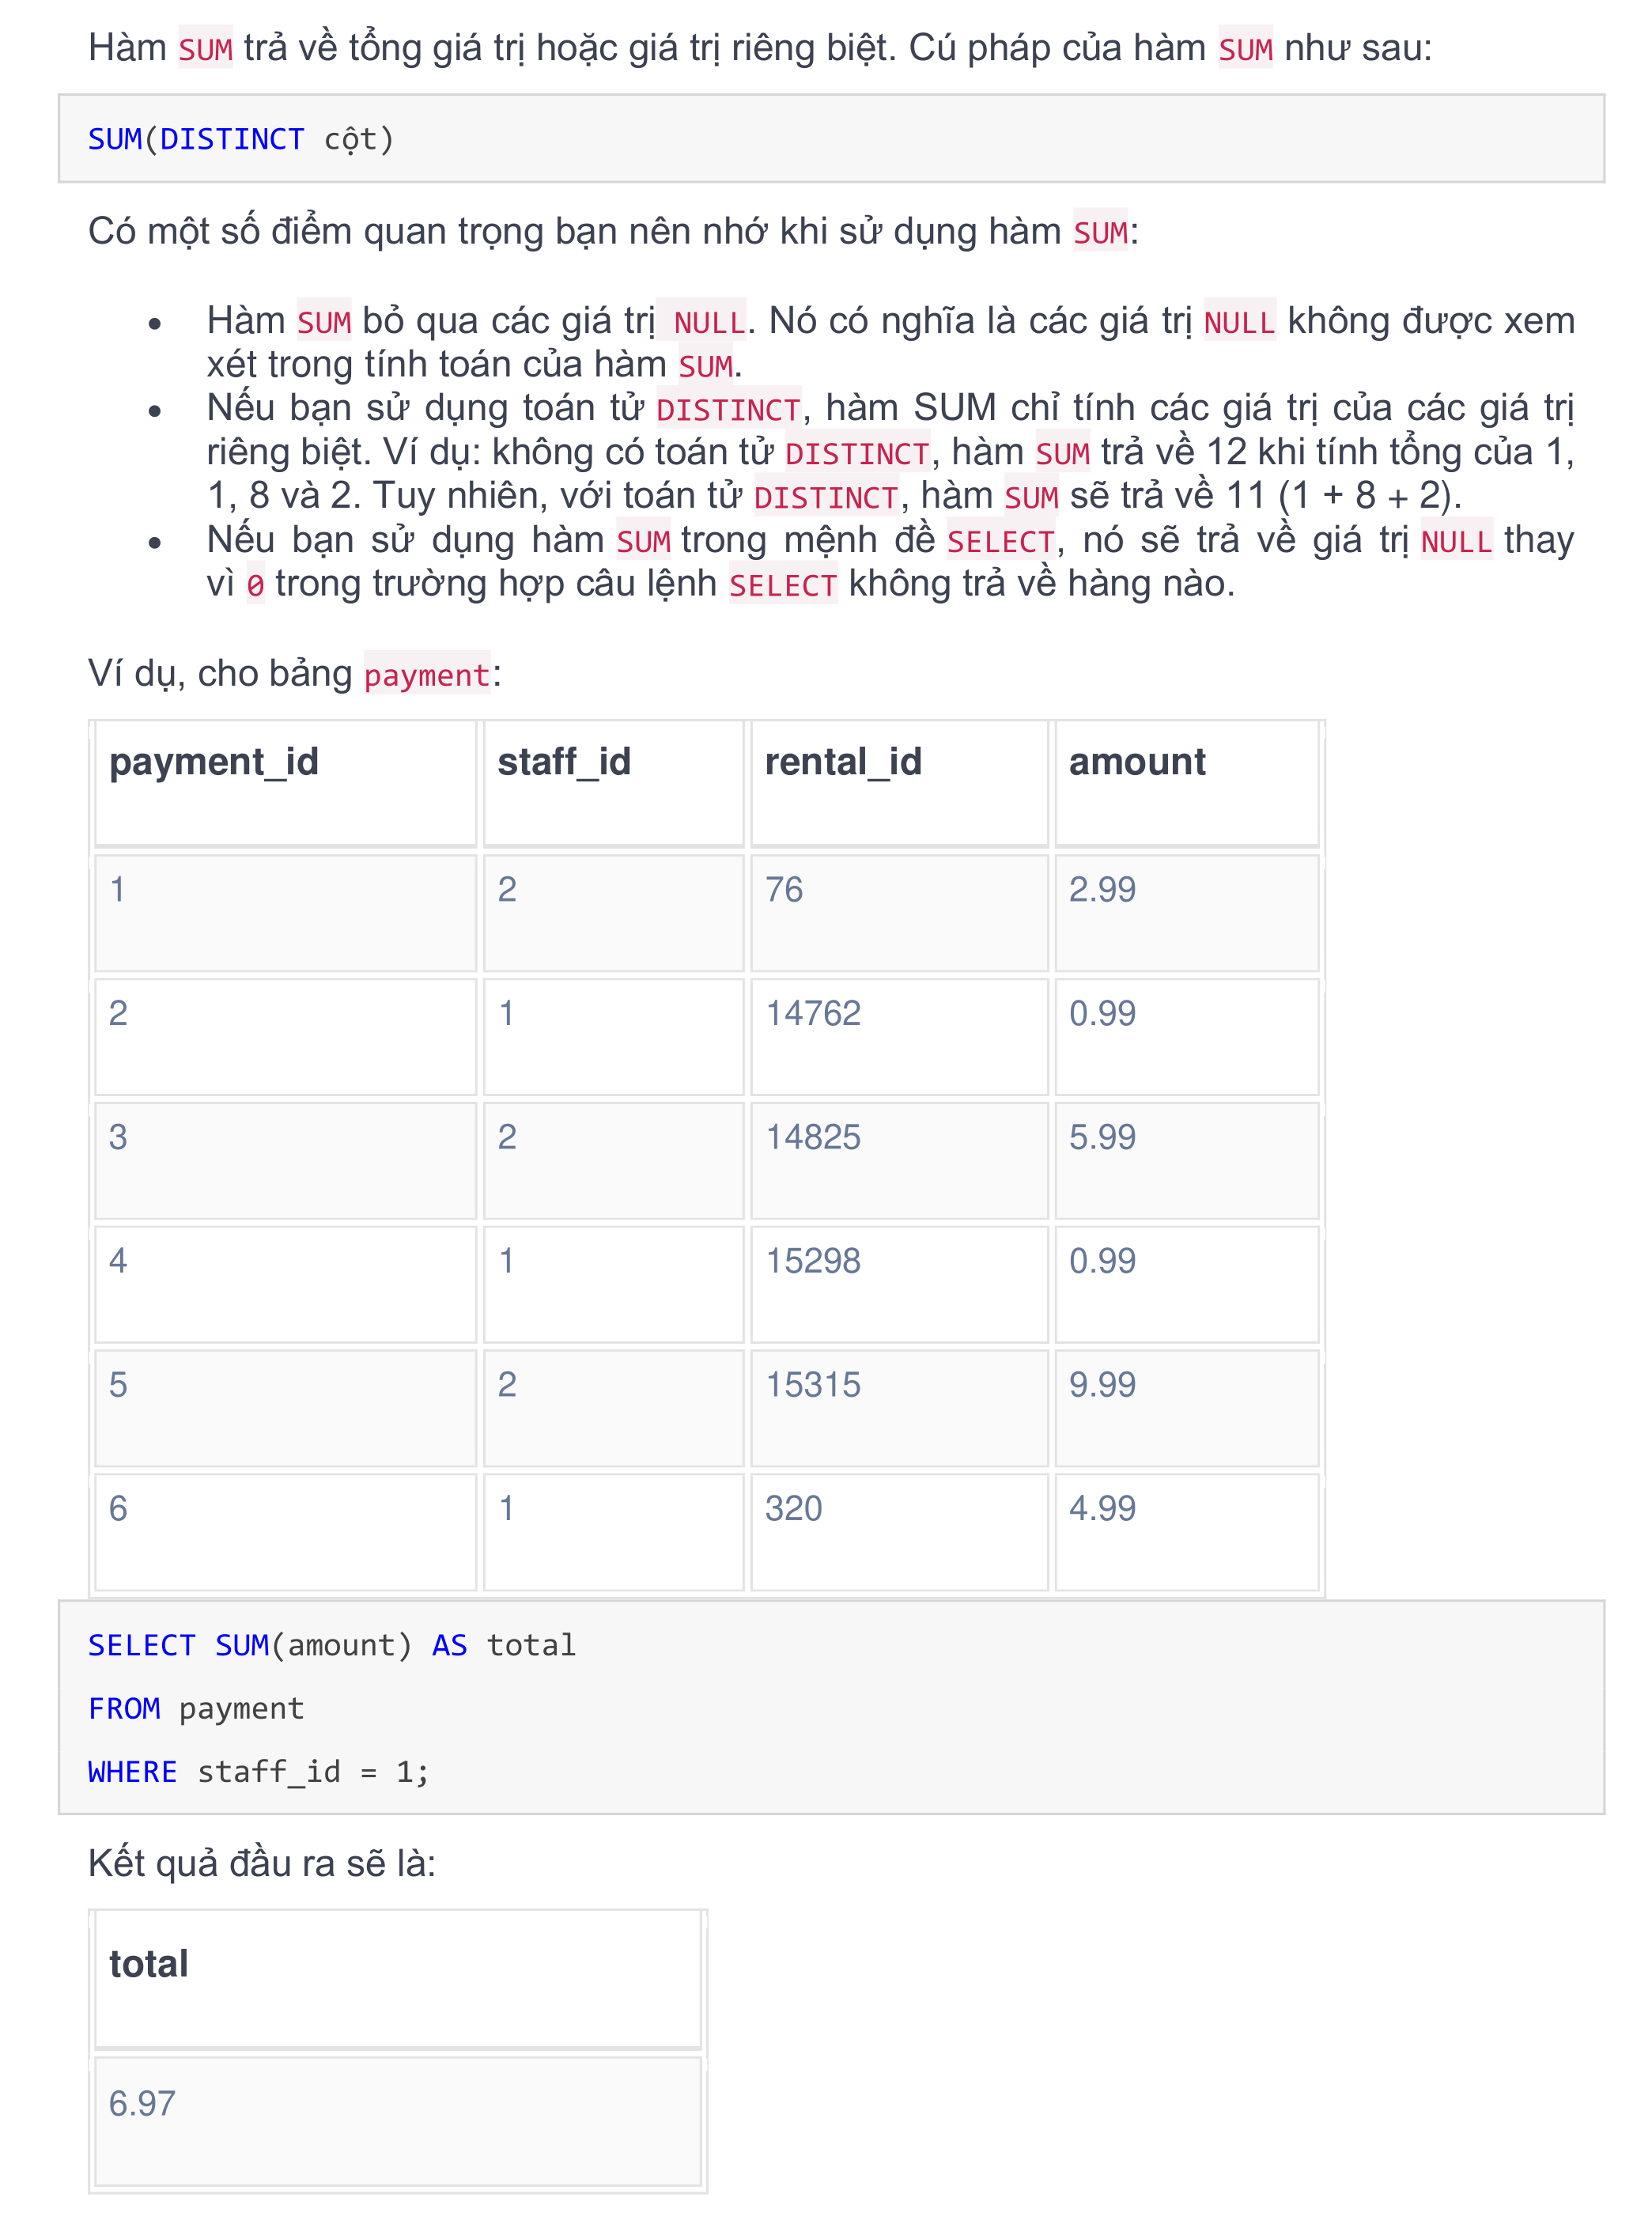 Hàm SUM trả về tổng giá trị hoặc giá trị riêng biệt. Cú pháp của hàm SUM như sau:
SUM(DISTINCT cột)
Có một số điểm quan trọng bạn nên nhớ khi sử dụng hàm SUM:
• Hàm SUM bỏ qua các giá trị NULL. Nó có nghĩa là các giá trị NULL không được xem
xét trong tính toán của hàm SUM.
• Nếu bạn sử dụng toán tử DISTINCT, hàm SUM chỉ tính các giá trị của các giá trị
riêng biệt. Ví dụ: không có toán tử DISTINCT, hàm SUM trả về 12 khi tính tổng của 1,
1, 8 và 2. Tuy nhiên, với toán tử DISTINCT, hàm SUM sẽ trả về 11 (1 + 8 + 2).
• Nếu bạn sử dụng hàm SUM trong mệnh đề SELECT, nó sẽ trả về giá trị NULL thay
vì 0 trong trường hợp câu lệnh SELECT không trả về hàng nào.
Ví dụ, cho bảng payment:
payment_id staff_id rental_id amount
1 2 76 2.99
2 1 14762 0.99
3 2 14825 5.99
4 1 15298 0.99
5 2 15315 9.99
6 1 320 4.99
SELECT SUM(amount) AS total
FROM payment
WHERE staff_id = 1;
Kết quả đầu ra sẽ là:
total
6.97